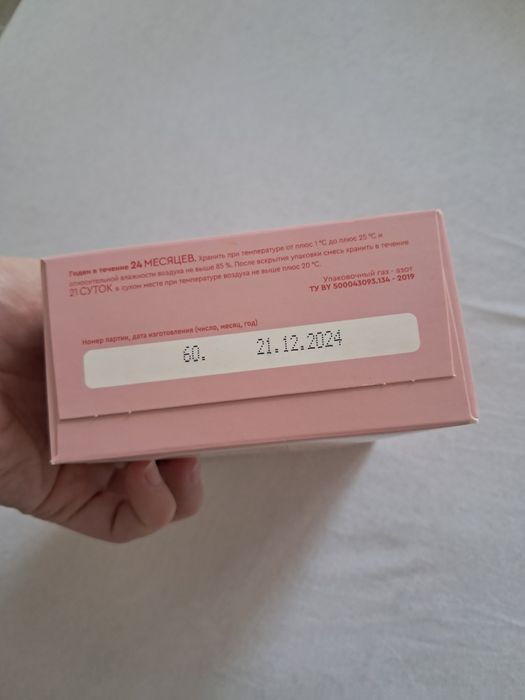 Годен в течение 24 МЕСЯЦЕВ. Хранить при температуре от плюс 1 °С до плюс 25 °С и
относительной влажности воздуха не выше 85 %. После вскрытия упаковки смесь хранить в течение
21 СУТОК в сухом месте при температуре воздуха не выше плюс 20 °С.
Упаковочный газ - азот
ТУ BY 500043093.134 - 2019
Номер партии, дата изготовления (число, месяц, год)
60. 21.12.2024